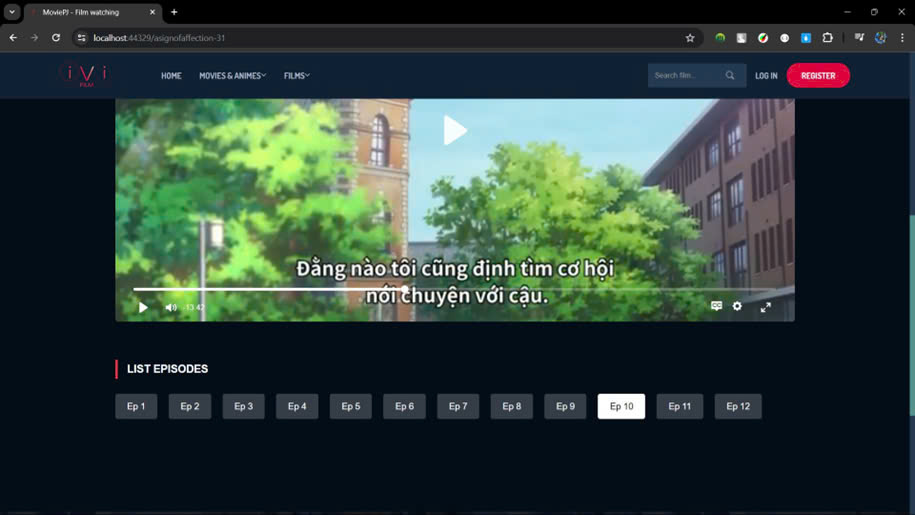 MoviePJ - Film watching
localhost:44329/asignofaffection-31
iVi
FILM
HOME
MOVIES & ANIMES
FILMS
Search film...
LOG IN
REGISTER
Đằng nào tôi cũng định tìm cơ hội
nói chuyện với cậu.
-13:42
LIST EPISODES
Ep 1
Ep 2
Ep 3
Ep 4
Ep 5
Ep 6
Ep 7
Ep 8
Ep 9
Ep 10
Ep 11
Ep 12